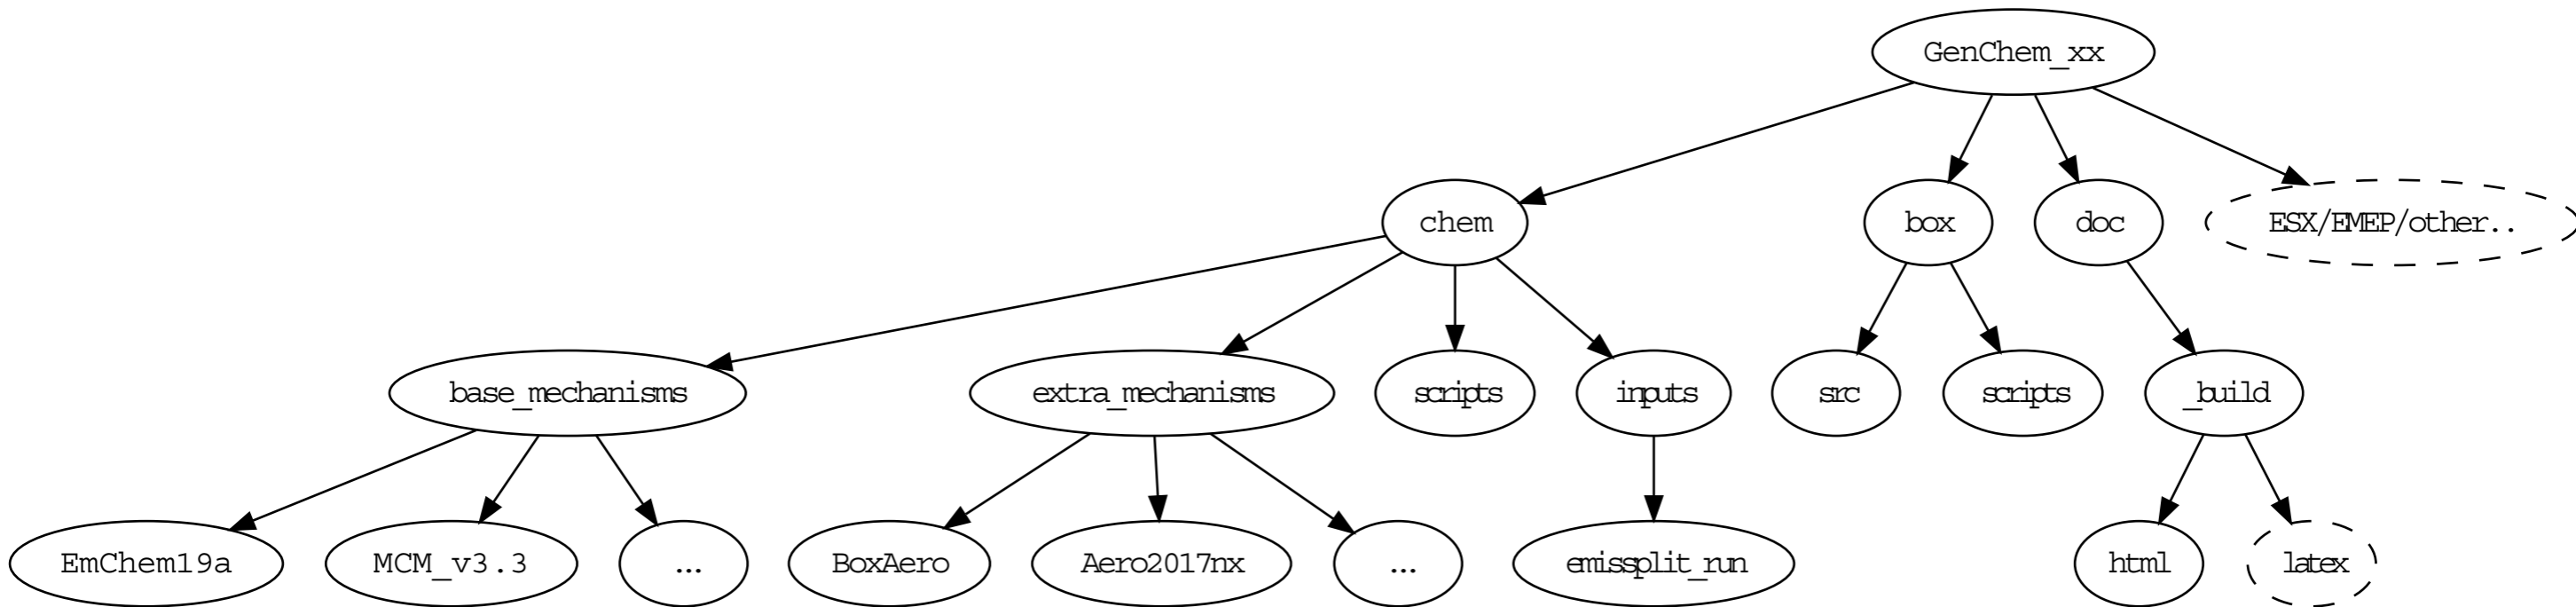 GenChem_xx
chem
box
doc
ESX/EMEP/other..
base_mechanisms
extra_mechanisms
scripts
inputs
src
scripts
_build
EmChem19a
MCM_v3.3
...
BoxAero
Aero2017nx
...
emissplit_run
html
latex